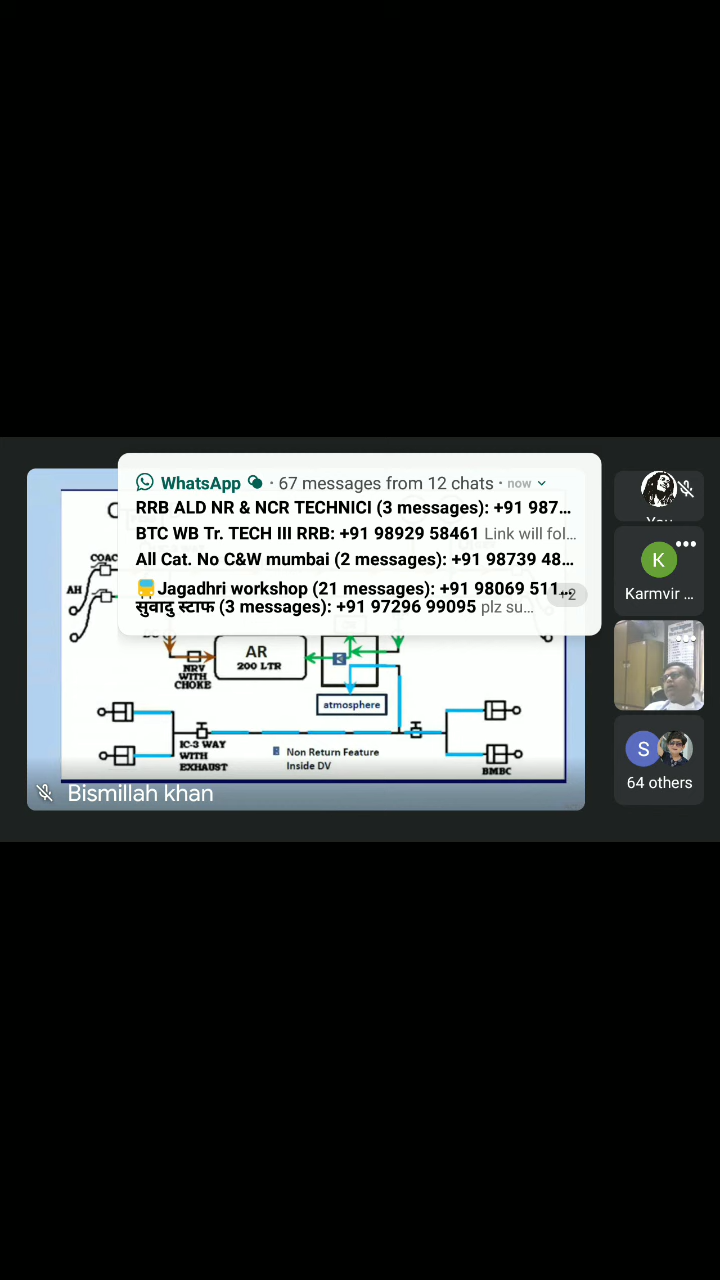 WhatsApp · 67 messages from 12 chats · now
RRB ALD NR & NCR TECHNICI (3 messages): +91 987...
BTC WB Tr. TECH III RRB: +91 98929 58461 Link will fol...
All Cat. No C&W mumbai (2 messages): +91 98739 48...
🚃Jagadhri workshop (21 messages): +91 98069 511...
+2
सुवादु स्टाफ (3 messages): +91 97296 99095 plz su...
COAC
AH
AR
200 LTR
NRV
WITH
CHOKE
atmosphere
IC-3 WAY
WITH
EXHAUST
Non Return Feature
Inside DV
BMBC
Bismillah khan
You
K
Karmvir ...
S
64 others